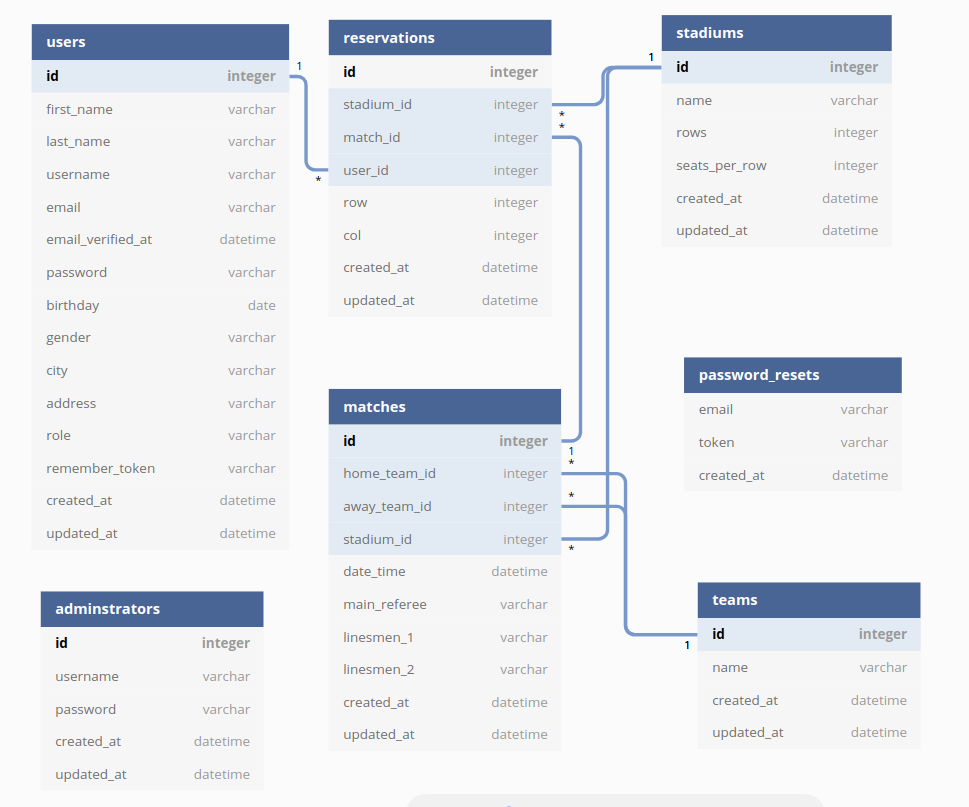 users
id integer
first_name varchar
last_name varchar
username varchar
email varchar
email_verified_at datetime
password varchar
birthday date
gender varchar
city varchar
address varchar
role varchar
remember_token varchar
created_at datetime
updated_at datetime
1
*
reservations
id integer
stadium_id integer
match_id integer
user_id integer
row integer
col integer
created_at datetime
updated_at datetime
*
*
1
stadiums
id integer
name varchar
rows integer
seats_per_row integer
created_at datetime
updated_at datetime
matches
id integer
home_team_id integer
away_team_id integer
stadium_id integer
date_time datetime
main_referee varchar
linesmen_1 varchar
linesmen_2 varchar
created_at datetime
updated_at datetime
1
*
*
*
password_resets
email varchar
token varchar
created_at datetime
adminstrators
id integer
username varchar
password varchar
created_at datetime
updated_at datetime
teams
id integer
name varchar
created_at datetime
updated_at datetime
1